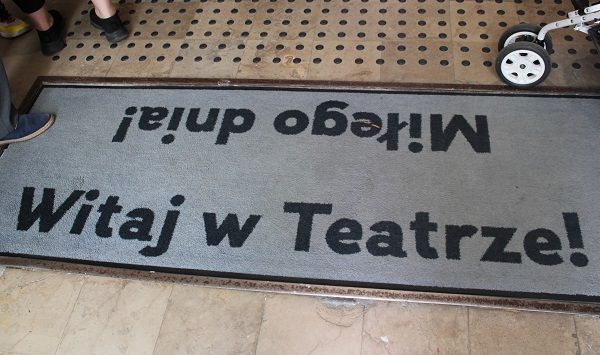 Miłego dnia!
Witaj w Teatrze!